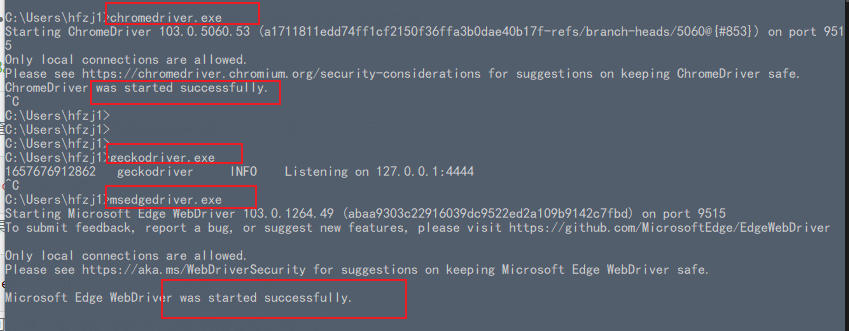 C:\Users\hfzj1>chromedriver.exe
Starting ChromeDriver 103.0.5060.53 (a1711811edd74ff1cf2150f36ffa3b0dae40b17f-refs/branch-heads/5060@{#853}) on port 951
5
Only local connections are allowed.
Please see https://chromedriver.chromium.org/security-considerations for suggestions on keeping ChromeDriver safe.
ChromeDriver was started successfully.
^C
C:\Users\hfzj1>
C:\Users\hfzj1>
C:\Users\hfzj1>
C:\Users\hfzj1>geckodriver.exe
1657676912862 geckodriver INFO Listening on 127.0.0.1:4444
^C
C:\Users\hfzj1>msedgedriver.exe
Starting Microsoft Edge WebDriver 103.0.1264.49 (abaa9303c22916039dc9522ed2a109b9142c7fbd) on port 9515
To submit feedback, report a bug, or suggest new features, please visit https://github.com/MicrosoftEdge/EdgeWebDriver
Only local connections are allowed.
Please see https://aka.ms/WebDriverSecurity for suggestions on keeping Microsoft Edge WebDriver safe.
Microsoft Edge WebDriver was started successfully.